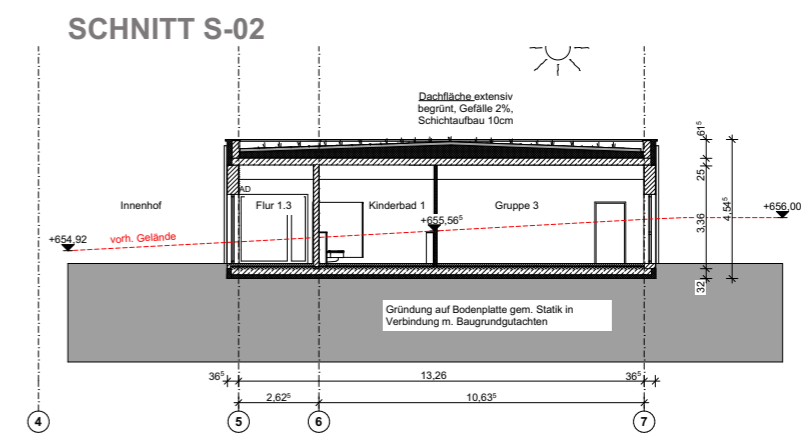 SCHNITT S-02
Dachfläche extensiv
begrünt, Gefälle 2%,
Schichtaufbau 10cm
61⁵
25
3,36
4,54⁵
32
AD
Innenhof
Flur 1.3
Kinderbad 1
Gruppe 3
+656,00
+655,56⁵
+654,92
vorh. Gelände
Gründung auf Bodenplatte gem. Statik in
Verbindung m. Baugrundgutachten
36⁵
13,26
36⁵
2,62⁵
10,63⁵
4
5
6
7